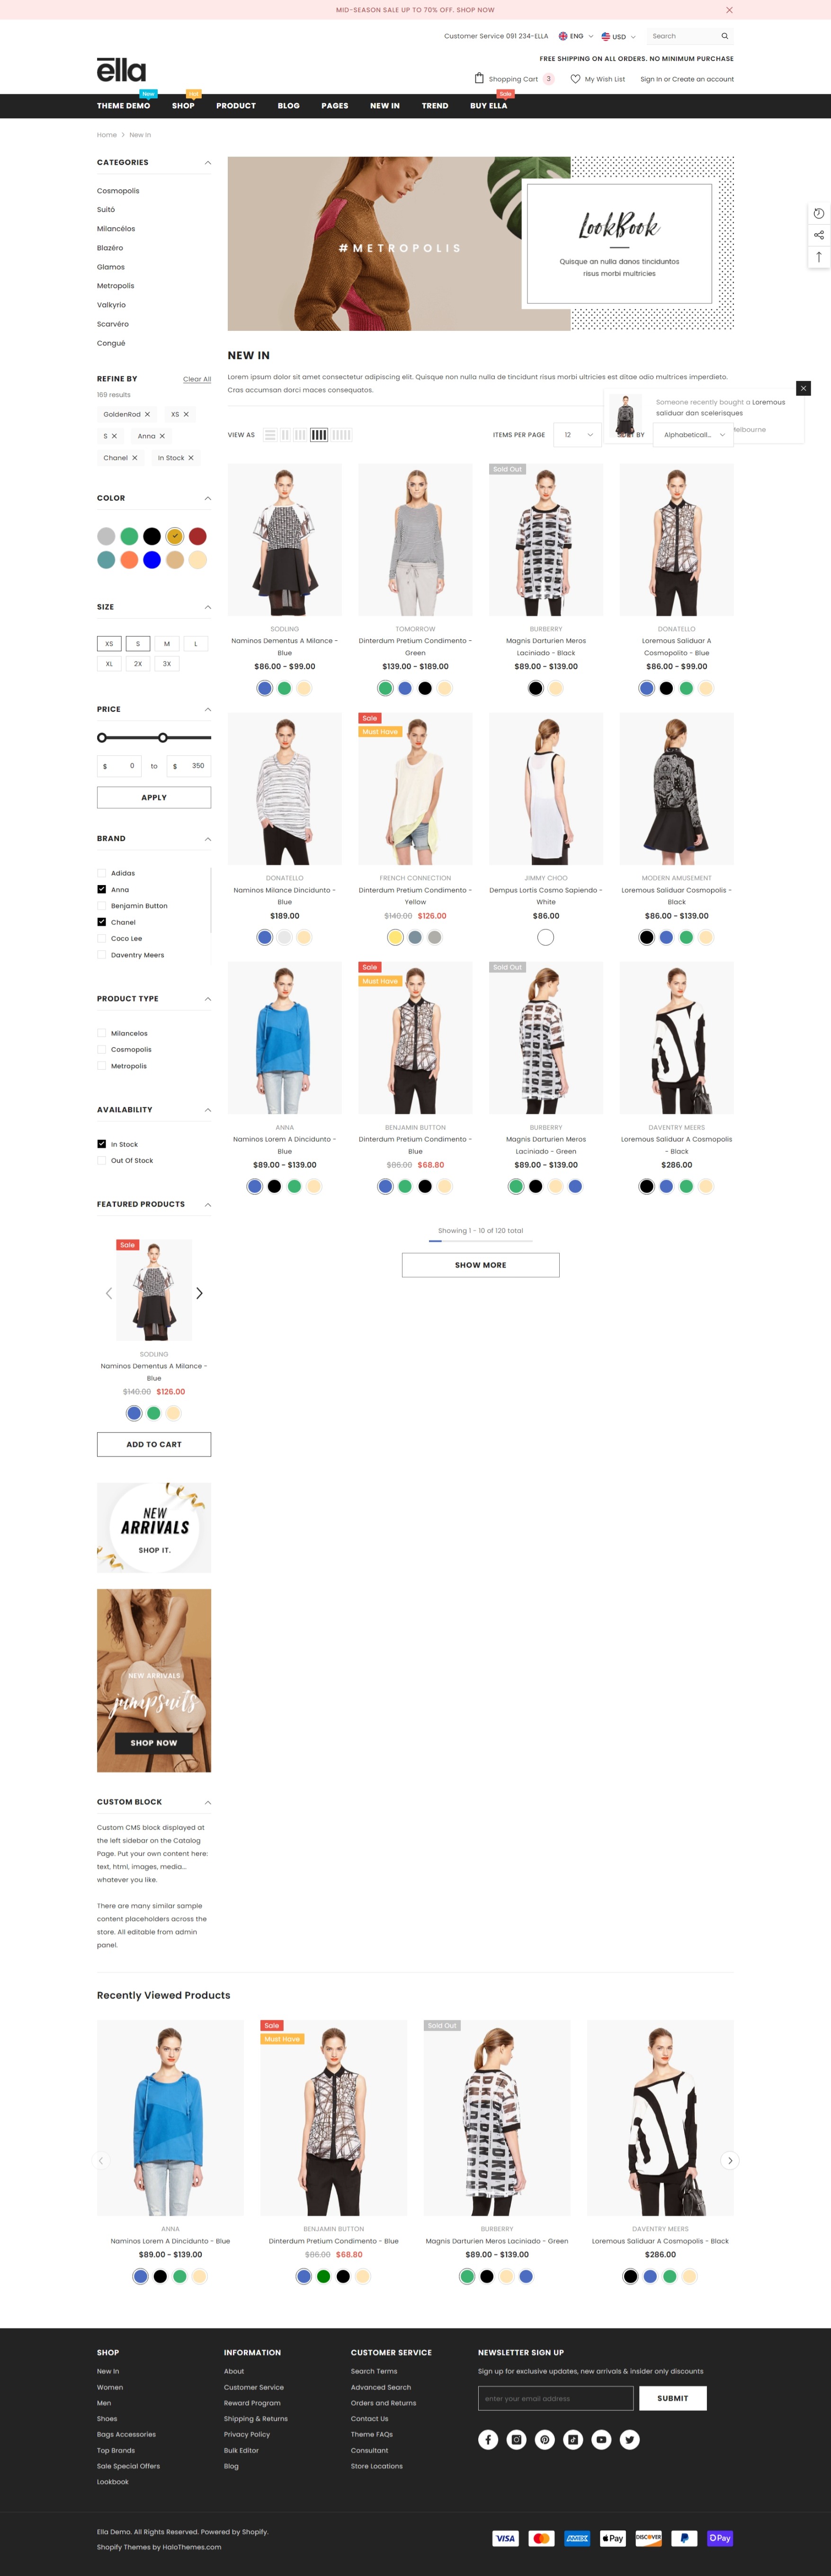 MID-SEASON SALE UP TO 70% OFF. SHOP NOW
Customer Service 091 234-ELLA
ENG
USD
Search
FREE SHIPPING ON ALL ORDERS. NO MINIMUM PURCHASE
ella
Shopping Cart 3
My Wish List
Sign In or Create an account
New
Hot
Sale
THEME DEMO
SHOP
PRODUCT
BLOG
PAGES
NEW IN
TREND
BUY ELLA
Home > New In
CATEGORIES
Cosmopolis
Suitó
Milancélos
Blazéro
Glamos
Metropolis
Valkyrio
Scarvéro
Congué
REFINE BY
Clear All
169 results
GoldenRod
XS
S
Anna
Chanel
In Stock
COLOR
SIZE
XS
S
M
L
XL
2X
3X
PRICE
$ 0 to $ 350
APPLY
BRAND
Adidas
Anna
Benjamin Button
Chanel
Coco Lee
Daventry Meers
PRODUCT TYPE
Milancelos
Cosmopolis
Metropolis
AVAILABILITY
In Stock
Out Of Stock
FEATURED PRODUCTS
Sale
SODLING
Naminos Dementus A Milance -
Blue
$140.00 $126.00
ADD TO CART
NEW
ARRIVALS
SHOP IT.
NEW ARRIVALS
jumpsuits
SHOP NOW
CUSTOM BLOCK
Custom CMS block displayed at
the left sidebar on the Catalog
Page. Put your own content here:
text, html, images, media...
whatever you like.
There are many similar sample
content placeholders across the
store. All editable from admin
panel.
#METROPOLIS
LookBook
Quisque an nulla danos tinciduntos
risus morbi multricies
NEW IN
Lorem ipsum dolor sit amet consectetur adipiscing elit. Quisque non nulla nulla de tincidunt risus morbi ultricies est ditae odio multrices imperdieto.
Cras accumsan dorci maces consequatos.
Someone recently bought a Loremous
saliduar dan scelerisques
VIEW AS
ITEMS PER PAGE
12
SORT BY
Alphabeticall...
SODLING
Naminos Dementus A Milance -
Blue
$86.00 - $99.00
TOMORROW
Dinterdum Pretium Condimento -
Green
$139.00 - $189.00
Sold Out
BURBERRY
Magnis Darturien Meros
Laciniado - Black
$89.00 - $139.00
DONATELLO
Loremous Saliduar A
Cosmopolito - Blue
$86.00 - $99.00
DONATELLO
Naminos Milance Dincidunto -
Blue
$189.00
Sale
Must Have
FRENCH CONNECTION
Dinterdum Pretium Condimento -
Yellow
$140.00 $126.00
JIMMY CHOO
Dempus Lortis Cosmo Sapiendo -
White
$86.00
MODERN AMUSEMENT
Loremous Saliduar Cosmopolis -
Black
$86.00 - $139.00
ANNA
Naminos Lorem A Dincidunto -
Blue
$89.00 - $139.00
Sale
Must Have
BENJAMIN BUTTON
Dinterdum Pretium Condimento -
Blue
$86.00 $68.80
Sold Out
BURBERRY
Magnis Darturien Meros
Laciniado - Green
$89.00 - $139.00
DAVENTRY MEERS
Loremous Saliduar A Cosmopolis
- Black
$286.00
Showing 1 - 10 of 120 total
SHOW MORE
Recently Viewed Products
ANNA
Naminos Lorem A Dincidunto - Blue
$89.00 - $139.00
Sale
Must Have
BENJAMIN BUTTON
Dinterdum Pretium Condimento - Blue
$86.00 $68.80
Sold Out
BURBERRY
Magnis Darturien Meros Laciniado - Green
$89.00 - $139.00
DAVENTRY MEERS
Loremous Saliduar A Cosmopolis - Black
$286.00
SHOP
New In
Women
Men
Shoes
Bags Accessories
Top Brands
Sale Special Offers
Lookbook
INFORMATION
About
Customer Service
Reward Program
Shipping & Returns
Privacy Policy
Bulk Editor
Blog
CUSTOMER SERVICE
Search Terms
Advanced Search
Orders and Returns
Contact Us
Theme FAQs
Consultant
Store Locations
NEWSLETTER SIGN UP
Sign up for exclusive updates, new arrivals & insider only discounts
enter your email address
SUBMIT
Ella Demo. All Rights Reserved. Powered by Shopify.
Shopify Themes by HaloThemes.com
VISA
AMEX
Pay
DISCOVER
Pay